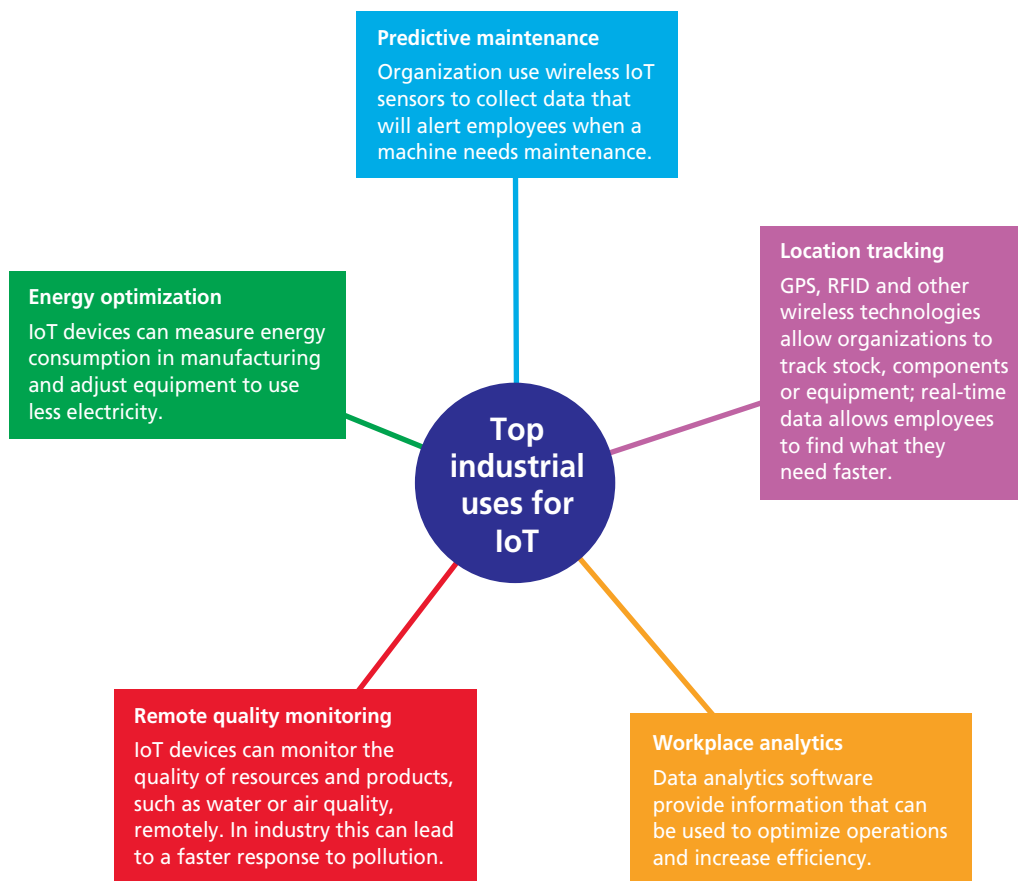 Predictive maintenance
Organization use wireless IoT
sensors to collect data that
will alert employees when a
machine needs maintenance.
Location tracking
GPS, RFID and other
wireless technologies
allow organizations to
track stock, components
or equipment; real-time
data allows employees
to find what they
need faster.
Energy optimization
IoT devices can measure energy
consumption in manufacturing
and adjust equipment to use
less electricity.
Top
industrial
uses for
IoT
Remote quality monitoring
IoT devices can monitor the
quality of resources and products,
such as water or air quality,
remotely. In industry this can lead
to a faster response to pollution.
Workplace analytics
Data analytics software
provide information that can
be used to optimize operations
and increase efficiency.